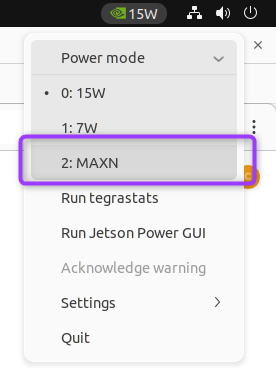 15W
Power mode
• 0: 15W
1: 7W
2: MAXN
Run tegrastats
Run Jetson Power GUI
Acknowledge warning
Settings
Quit